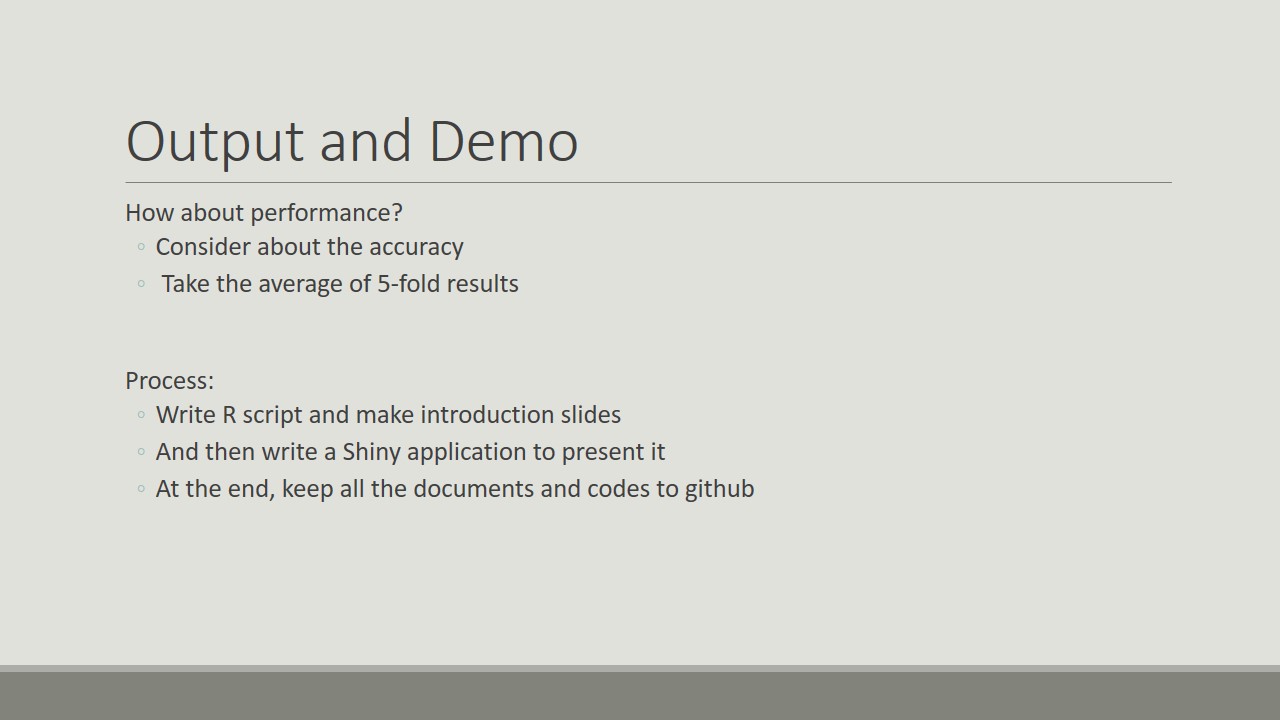 Output and Demo
How about performance?
◦ Consider about the accuracy
◦ Take the average of 5-fold results
Process:
◦ Write R script and make introduction slides
◦ And then write a Shiny application to present it
◦ At the end, keep all the documents and codes to github